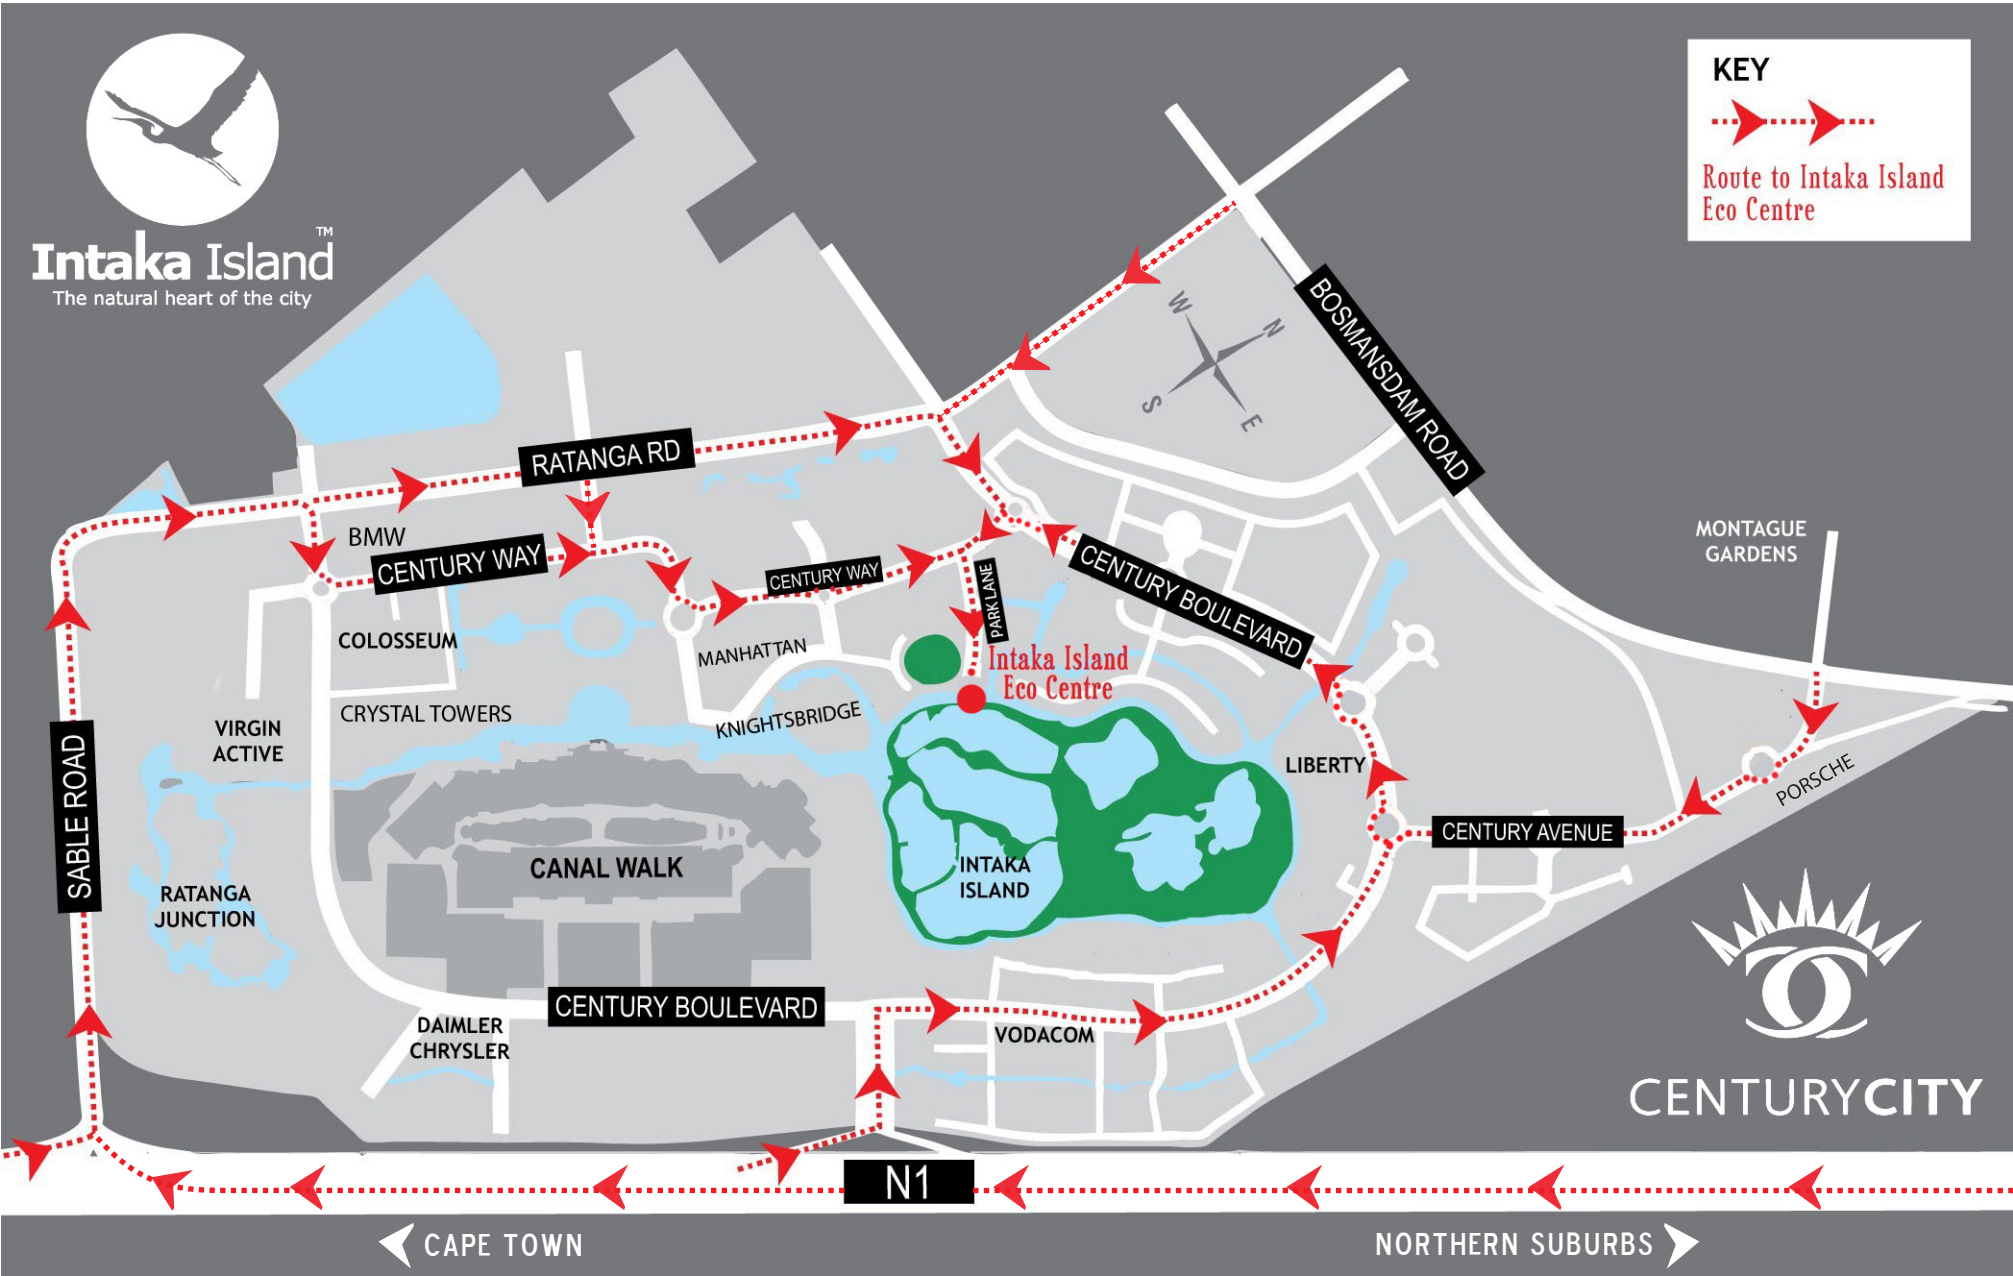 KEY
Route to Intaka Island
Eco Centre
Intaka Island
TM
The natural heart of the city
W
N
S
E
BOSMANSDAM ROAD
RATANGA RD
BMW
CENTURY WAY
CENTURY WAY
PARK LANE
CENTURY BOULEVARD
MONTAGUE
GARDENS
COLOSSEUM
MANHATTAN
Intaka Island
Eco Centre
CRYSTAL TOWERS
KNIGHTSBRIDGE
VIRGIN
ACTIVE
SABLE ROAD
LIBERTY
PORSCHE
CENTURY AVENUE
CANAL WALK
INTAKA
ISLAND
RATANGA
JUNCTION
CENTURY BOULEVARD
DAIMLER
CHRYSLER
VODACOM
CENTURYCITY
N1
CAPE TOWN
NORTHERN SUBURBS